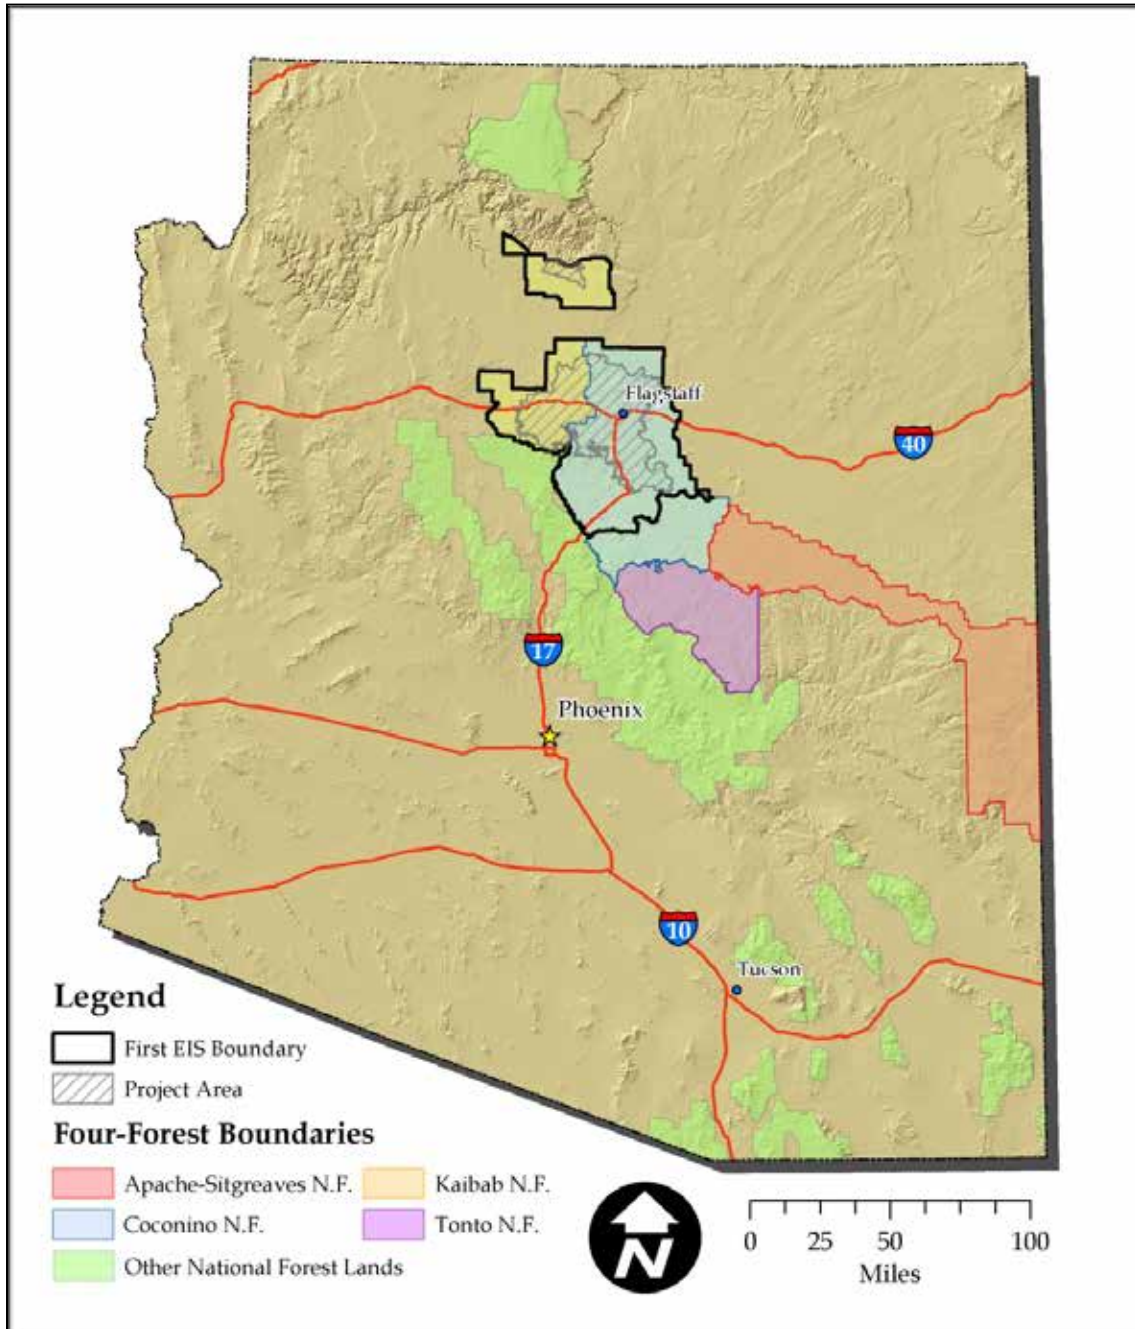 Flagstaff
40
17
Phoenix
10
Tucson
Legend
First EIS Boundary
Project Area
Four-Forest Boundaries
Apache-Sitgreaves N.F.
Kaibab N.F.
Coconino N.F.
Tonto N.F.
Other National Forest Lands
N
0 25 50 100
Miles